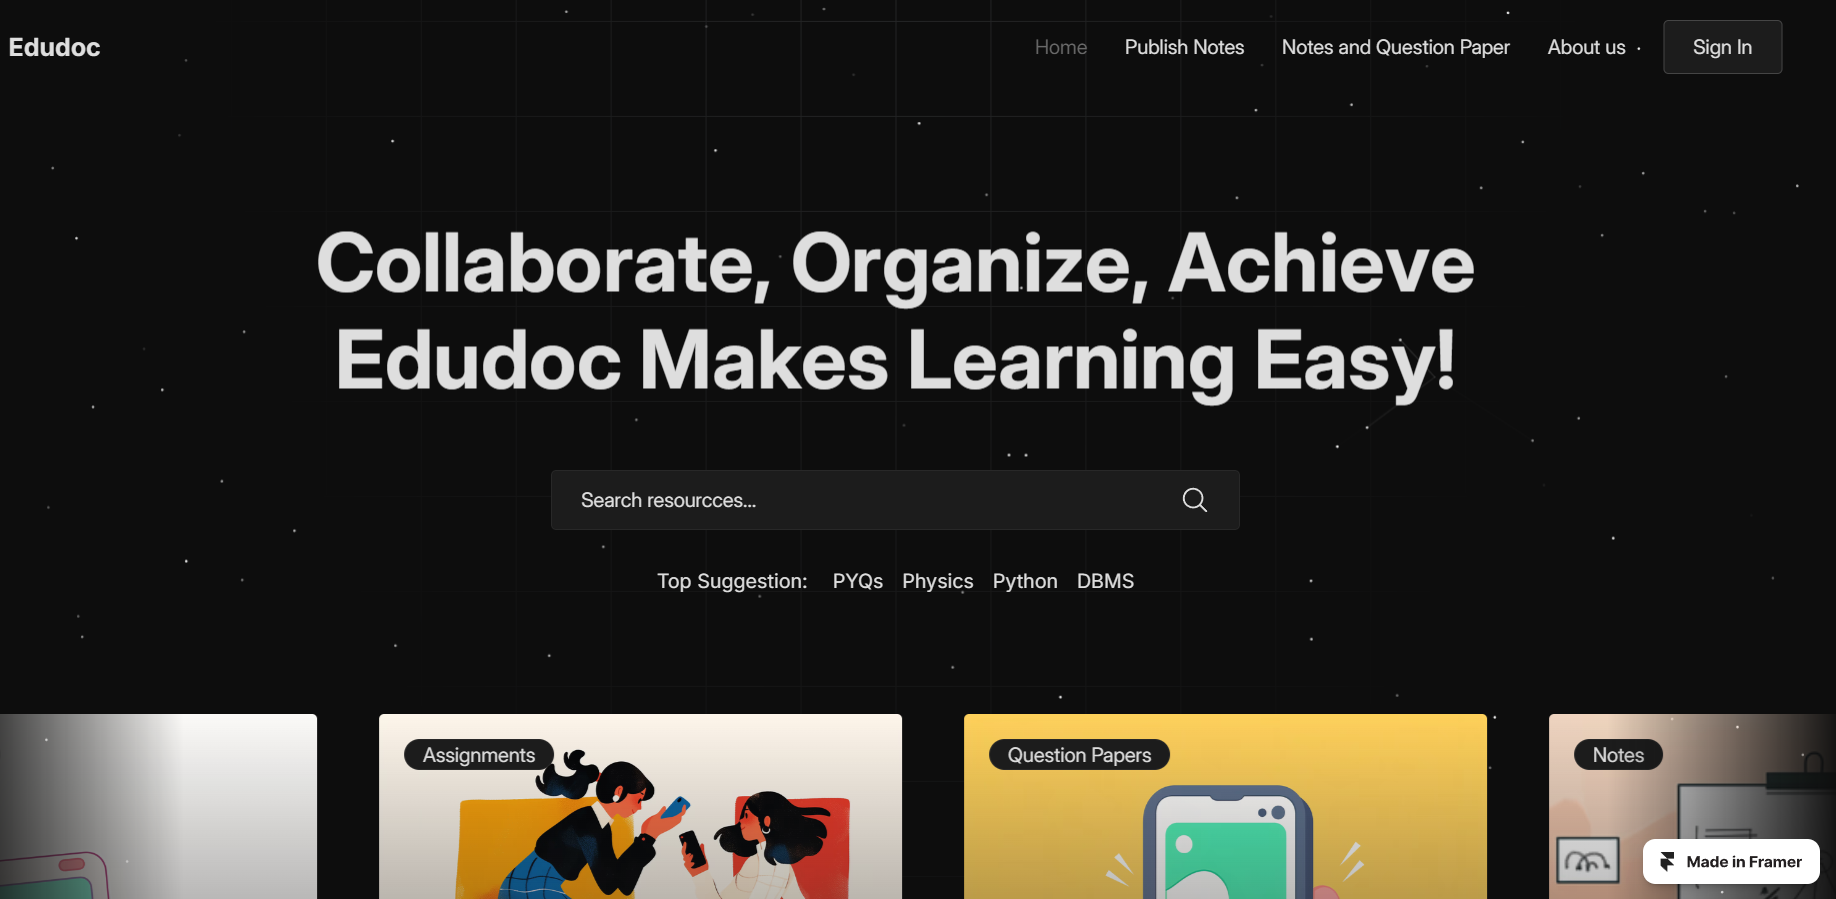 Edudoc
Home
Publish Notes
Notes and Question Paper
About us
Sign In
Collaborate, Organize, Achieve
Edudoc Makes Learning Easy!
Search resourcces...
Top Suggestion: PYQs Physics Python DBMS
Assignments
Question Papers
Notes
Made in Framer